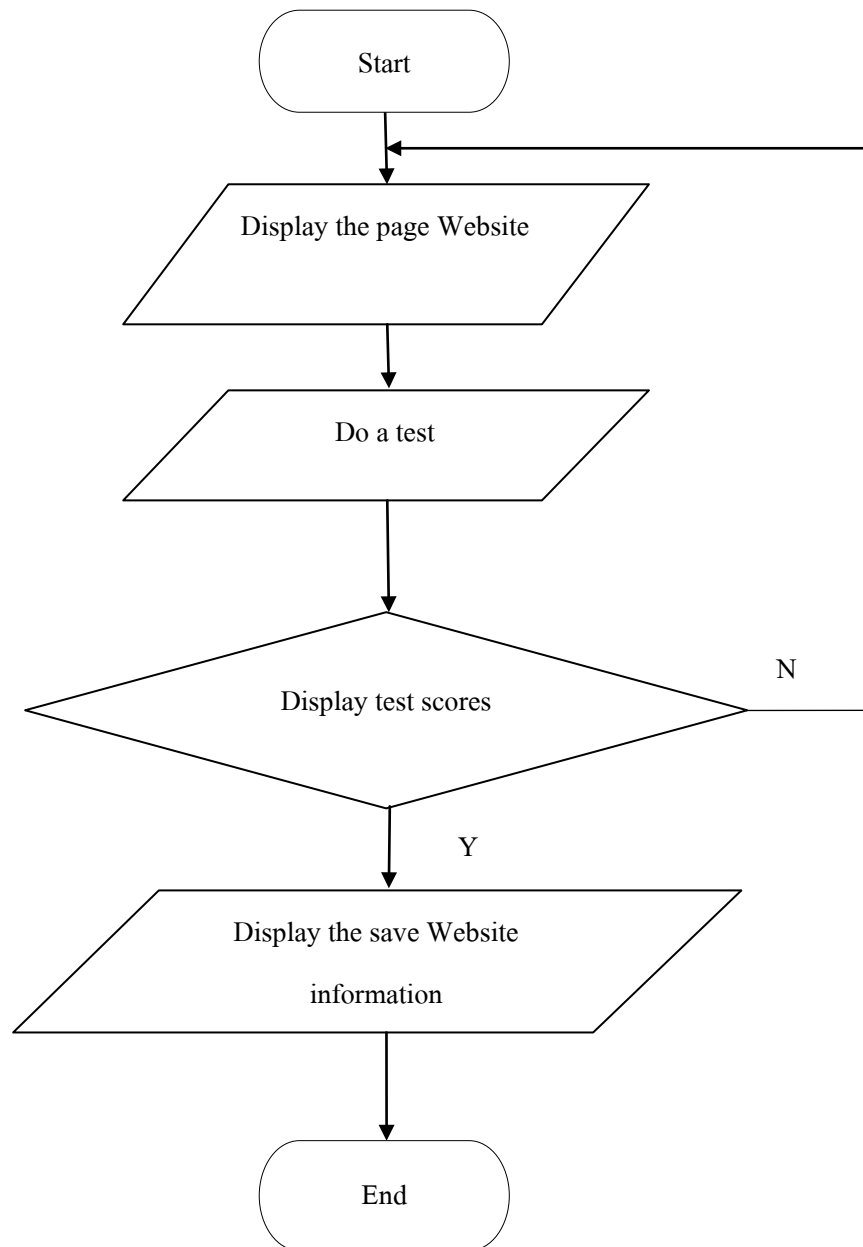 Start
Display the page Website
Do a test
Display test scores
N
Y
Display the save Website
information
End